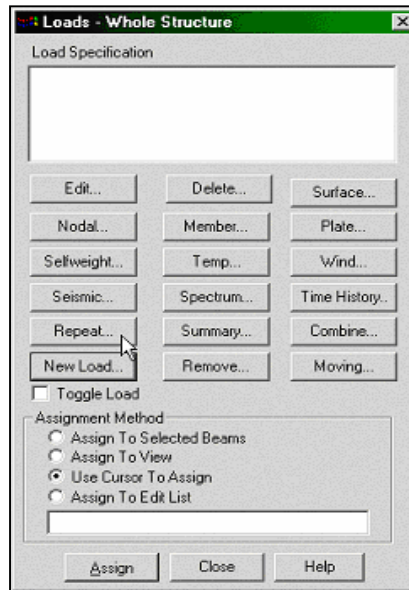 Loads - Whole Structure
Load Specification
Edit... Delete... Surface...
Nodal... Member... Plate...
Selfweight... Temp... Wind...
Seismic... Spectrum... Time History..
Repeat... Summary... Combine...
New Load... Remove... Moving...
Toggle Load
Assignment Method
Assign To Selected Beams
Assign To View
Use Cursor To Assign
Assign To Edit List
Assign Close Help